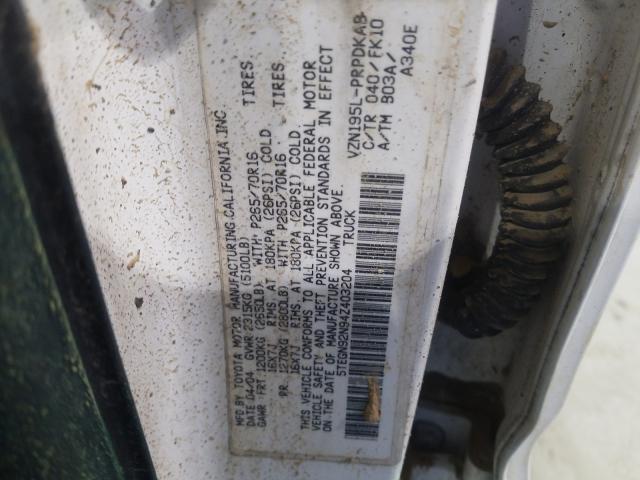 MFD BY TOYOTA MOTOR MANUFACTURING CALIFORNIA, INC
DATE 04/04 GVWR 2315KG (5100LB)
GAWR FRT 1200KG (2650LB) WITH P265/70R16 TIRES
16X7J RIMS. AT 180KPA (26PSI) COLD
RR. 1270KG (2800LB) WITH P265/70R16 TIRES
16X7J RIMS. AT 180KPA (26PSI) COLD
THIS VEHICLE CONFORMS TO ALL APPLICABLE FEDERAL MOTOR
VEHICLE SAFETY AND THEFT PREVENTION STANDARDS IN EFFECT
ON THE DATE OF MANUFACTURE SHOWN ABOVE.
5TEGN92N94Z403204 TRUCK
VZN195L-PRPDKAB
C/TR 040/FK10
A/TM B03A/
A340E